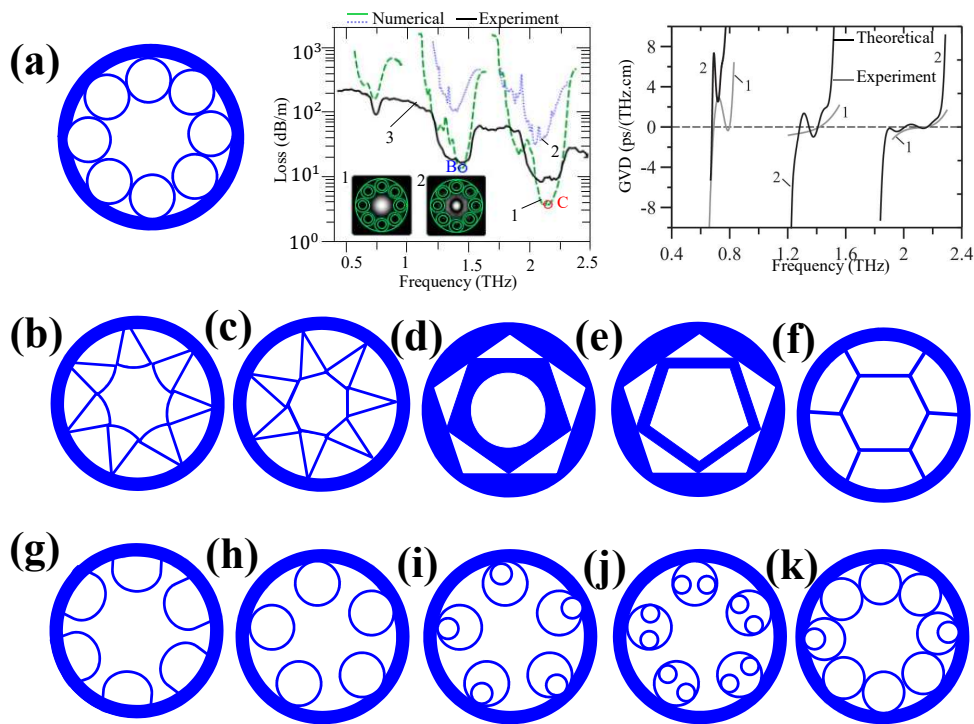 (a)
Numerical Experiment
10³
10²
10¹
10⁰
Loss (dB/m)
3
1
2
BO
2
1
C
0.5 1 1.5 2 2.5
Frequency (THz)
8
4
0
-4
-8
GVD (ps/(THz.cm)
Theoretical
Experiment
2
1
2
1
1
2
0.4 0.8 1.2 1.6 2 2.4
Frequency (THz)
(b) (c) (d) (e) (f)
(g) (h) (i) (j) (k)